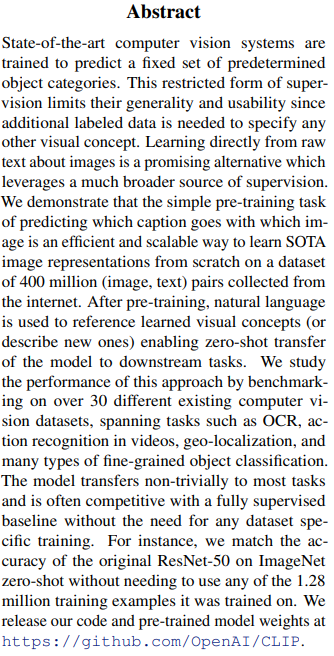 Abstract
State-of-the-art computer vision systems are
trained to predict a fixed set of predetermined
object categories. This restricted form of super-
vision limits their generality and usability since
additional labeled data is needed to specify any
other visual concept. Learning directly from raw
text about images is a promising alternative which
leverages a much broader source of supervision.
We demonstrate that the simple pre-training task
of predicting which caption goes with which im-
age is an efficient and scalable way to learn SOTA
image representations from scratch on a dataset
of 400 million (image, text) pairs collected from
the internet. After pre-training, natural language
is used to reference learned visual concepts (or
describe new ones) enabling zero-shot transfer
of the model to downstream tasks. We study
the performance of this approach by benchmark-
ing on over 30 different existing computer vi-
sion datasets, spanning tasks such as OCR, ac-
tion recognition in videos, geo-localization, and
many types of fine-grained object classification.
The model transfers non-trivially to most tasks
and is often competitive with a fully supervised
baseline without the need for any dataset spe-
cific training. For instance, we match the ac-
curacy of the original ResNet-50 on ImageNet
zero-shot without needing to use any of the 1.28
million training examples it was trained on. We
release our code and pre-trained model weights at
https://github.com/OpenAI/CLIP.